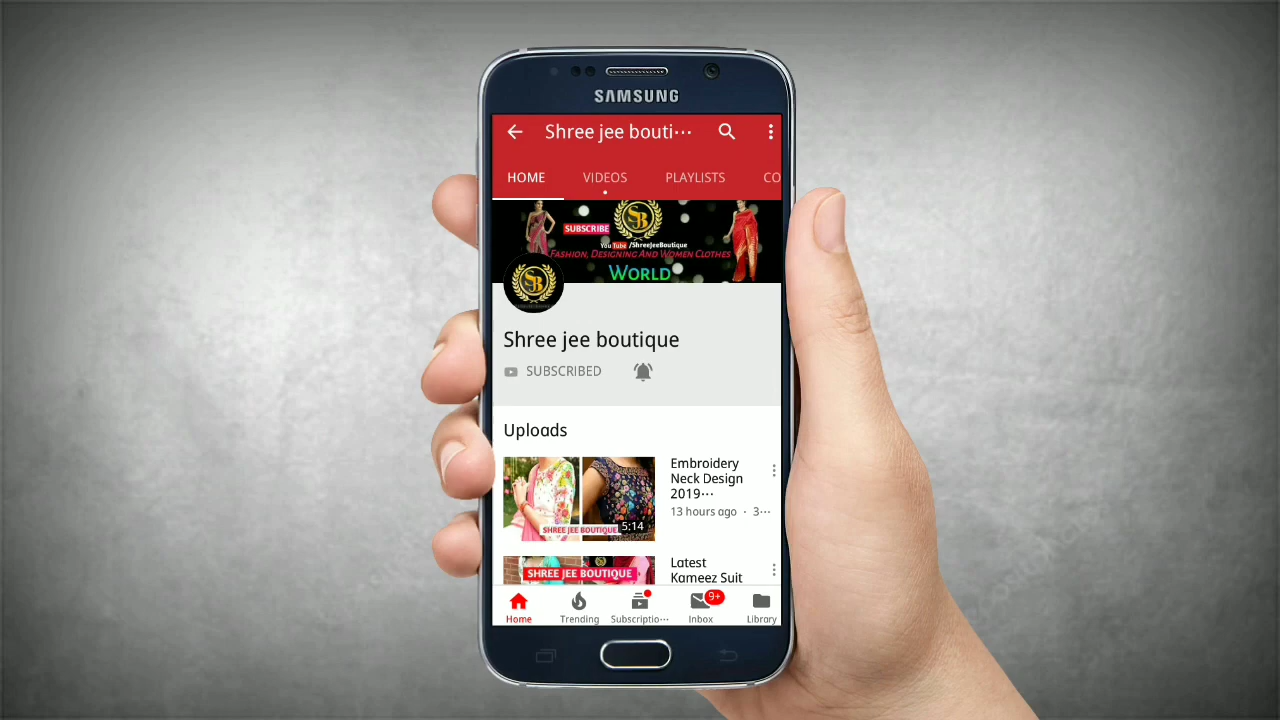 SAMSUNG
Shree jee bouti···
HOME VIDEOS PLAYLISTS CO
SB
SUBSCRIBE
You Tube /ShreeJeeBoutique
FASHION, DESIGNING AND WOMEN CLOTHES
WORLD
SB
Shree jee boutique
SUBSCRIBED
Uploads
Embroidery
Neck Design
2019···
13 hours ago · 3···
SHREE JEE BOUTIQUE 5:14
Latest
Kameez Suit
SHREE JEE BOUTIQUE
9+
Home Trending Subscriptio··· Inbox Library